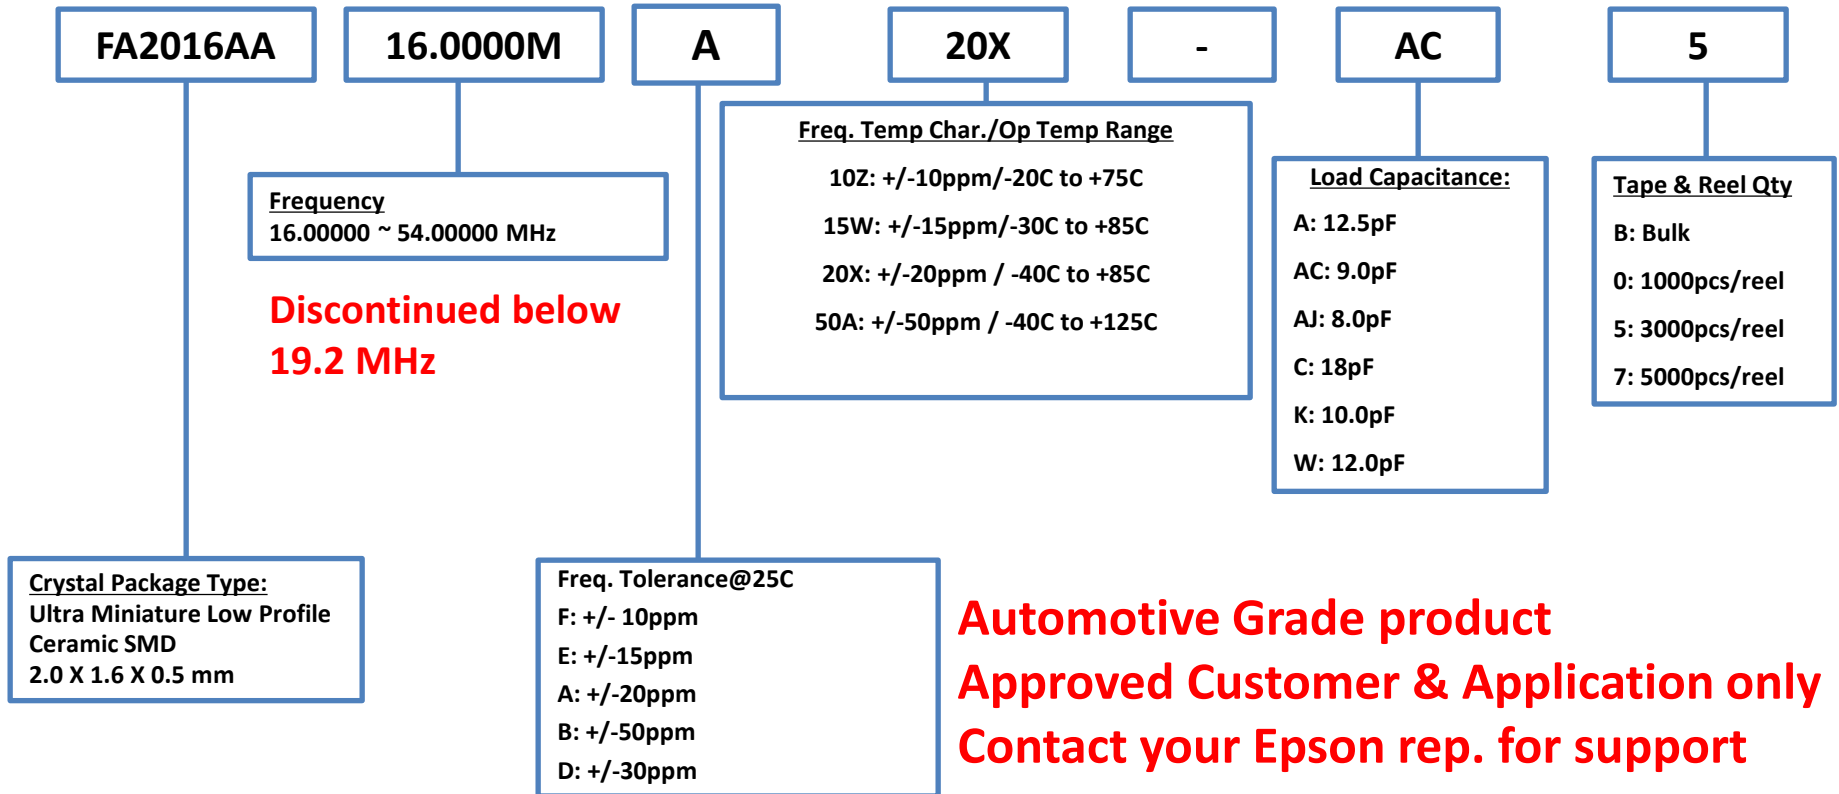 FA2016AA 16.0000M A 20X - AC 5
Freq. Temp Char./Op Temp Range
10Z: +/-10ppm/-20C to +75C
15W: +/-15ppm/-30C to +85C
20X: +/-20ppm / -40C to +85C
50A: +/-50ppm / -40C to +125C
Load Capacitance:
A: 12.5pF
AC: 9.0pF
AJ: 8.0pF
C: 18pF
K: 10.0pF
W: 12.0pF
Tape & Reel Qty
B: Bulk
0: 1000pcs/reel
5: 3000pcs/reel
7: 5000pcs/reel
Frequency
16.00000 ~ 54.00000 MHz
Discontinued below
19.2 MHz
Crystal Package Type:
Ultra Miniature Low Profile
Ceramic SMD
2.0 X 1.6 X 0.5 mm
Freq. Tolerance@25C
F: +/- 10ppm
E: +/-15ppm
A: +/-20ppm
B: +/-50ppm
D: +/-30ppm
Automotive Grade product
Approved Customer & Application only
Contact your Epson rep. for support